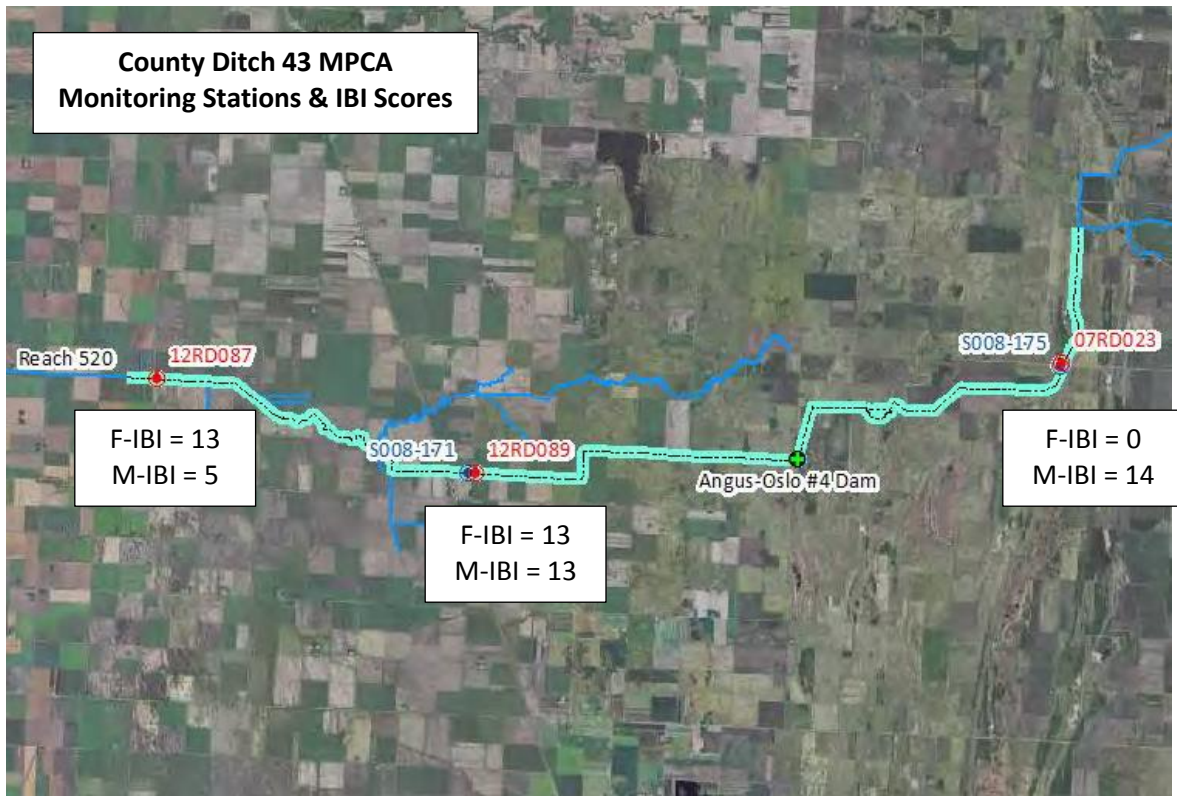 County Ditch 43 MPCA
Monitoring Stations & IBI Scores
Reach 520
12RD087
F-IBI = 13
M-IBI = 5
S008-171
12RD089
F-IBI = 13
M-IBI = 13
Angus-Oslo #4 Dam
S008-175
07RD023
F-IBI = 0
M-IBI = 14